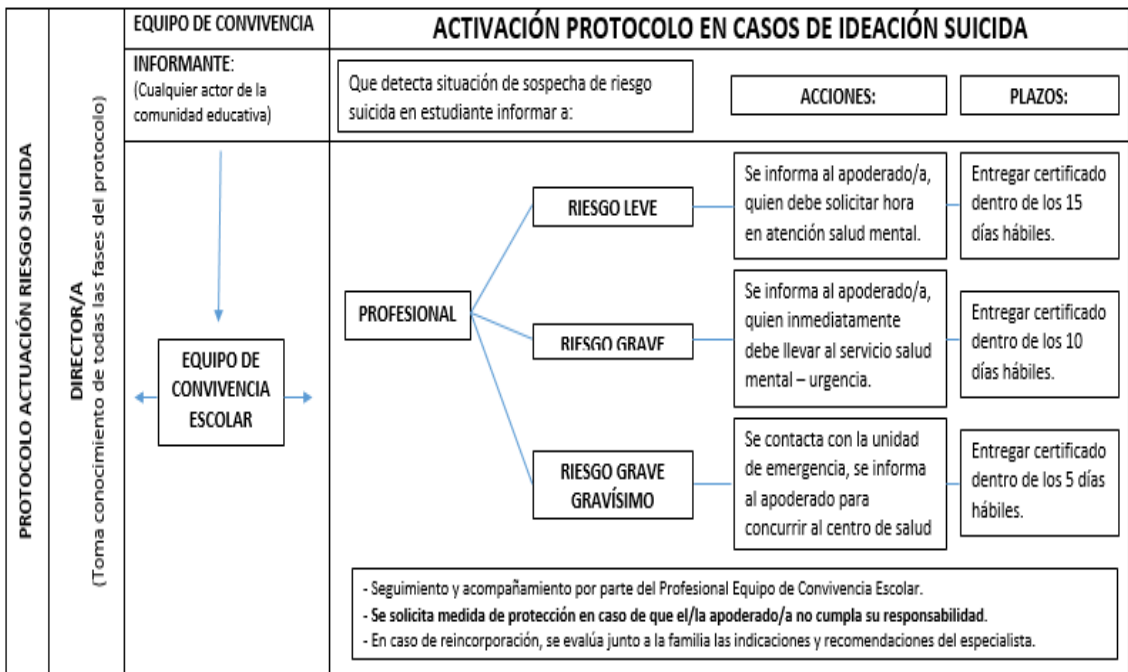 PROTOCOLO ACTUACIÓN RIESGO SUICIDA
DIRECTOR/A
(Toma conocimiento de todas las fases del protocolo)
EQUIPO DE CONVIVENCIA
ACTIVACIÓN PROTOCOLO EN CASOS DE IDEACIÓN SUICIDA
INFORMANTE:
(Cualquier actor de la
comunidad educativa)
Que detecta situación de sospecha de riesgo
suicida en estudiante informar a:
ACCIONES:
PLAZOS:
EQUIPO DE
CONVIVENCIA
ESCOLAR
PROFESIONAL
RIESGO LEVE
Se informa al apoderado/a,
quien debe solicitar hora
en atención salud mental.
Entregar certificado
dentro de los 15
días hábiles.
RIESGO GRAVE
Se informa al apoderado/a,
quien inmediatamente
debe llevar al servicio salud
mental – urgencia.
Entregar certificado
dentro de los 10
días hábiles.
RIESGO GRAVE
GRAVÍSIMO
Se contacta con la unidad
de emergencia, se informa
al apoderado para
concurrir al centro de salud
Entregar certificado
dentro de los 5 días
hábiles.
- Seguimiento y acompañamiento por parte del Profesional Equipo de Convivencia Escolar.
- Se solicita medida de protección en caso de que el/la apoderado/a no cumpla su responsabilidad.
- En caso de reincorporación, se evalúa junto a la familia las indicaciones y recomendaciones del especialista.